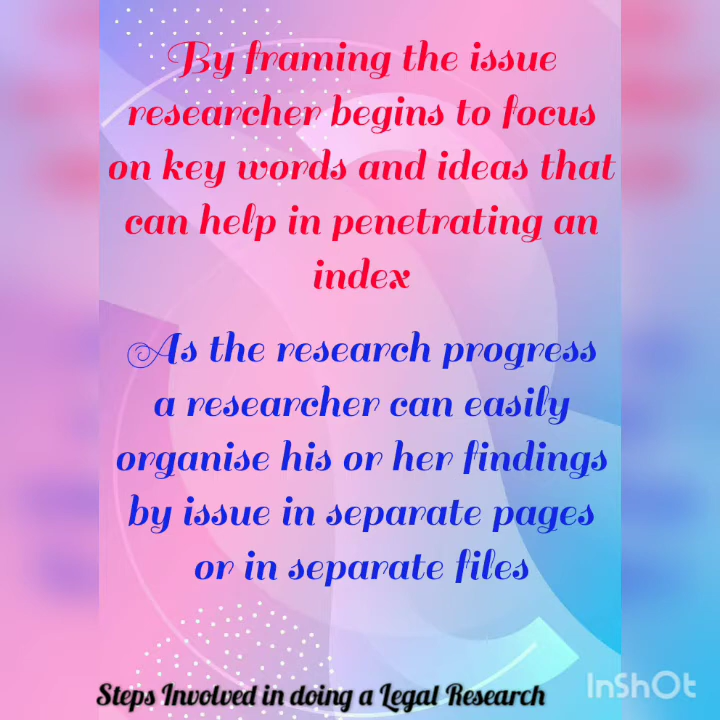 By framing the issue
researcher begins to focus
on key words and ideas that
can help in penetrating an
index
As the research progress
a researcher can easily
organise his or her findings
by issue in separate pages
or in separate files
Steps Involved in doing a Legal Research
InShOt